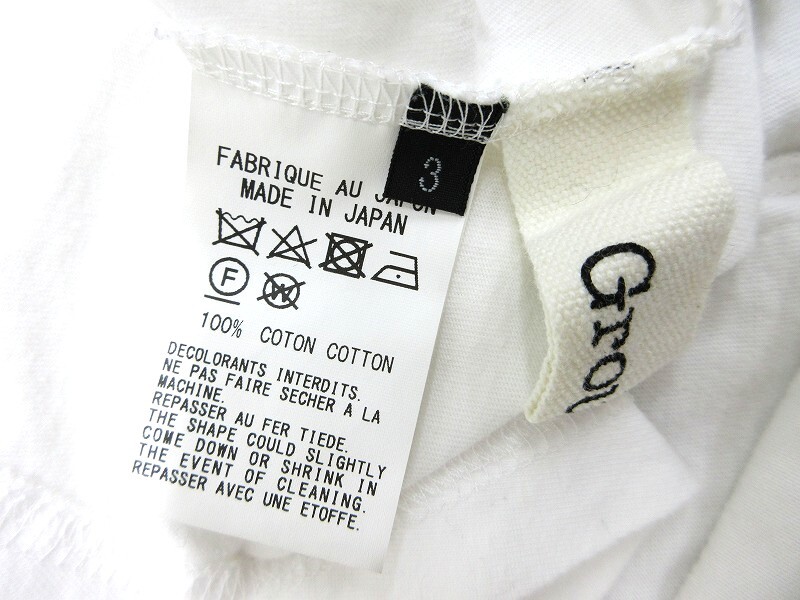 3
FABRIQUE AU JAPON
MADE IN JAPAN
F
W
100% COTON COTTON
DECOLORANTS INTERDITS.
NE PAS FAIRE SECHER A LA
MACHINE.
REPASSER AU FER TIEDE.
THE SHAPE COULD SLIGHTLY
COME DOWN OR SHRINK IN
THE EVENT OF CLEANING.
REPASSER AVEC UNE ETOFFE.